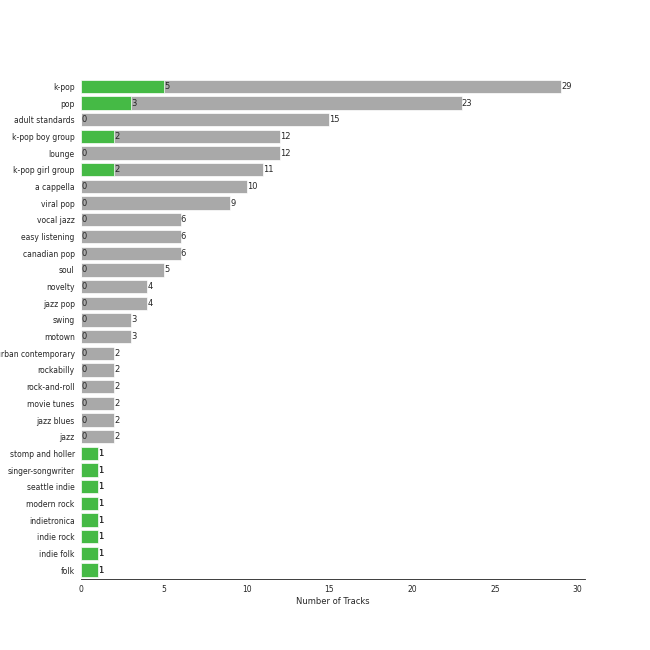 k-pop 5 29
pop 3 23
adult standards 0 15
k-pop boy group 2 12
lounge 0 12
k-pop girl group 2 11
a cappella 0 10
viral pop 0 9
vocal jazz 0 6
easy listening 0 6
canadian pop 0 6
soul 0 5
novelty 0 4
jazz pop 0 4
swing 0 3
motown 0 3
rban contemporary 0 2
rockabilly 0 2
rock-and-roll 0 2
movie tunes 0 2
jazz blues 0 2
jazz 0 2
stomp and holler 1
singer-songwriter 1
seattle indie 1
modern rock 1
indietronica 1
indie rock 1
indie folk 1
folk 1
0 5 10 15 20 25 30
Number of Tracks